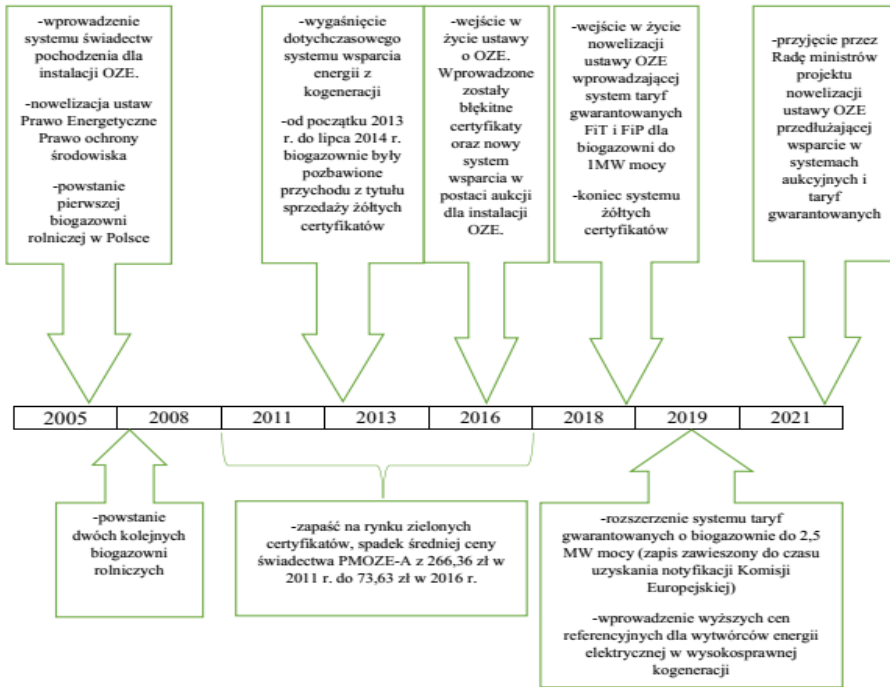 -wprowadzenie
systemu świadectw
pochodzenia dla
instalacji OZE.
-nowelizacja ustaw
Prawo Energetyczne
Prawo ochrony
środowiska
-powstanie
pierwszej
biogazowni
rolniczej w Polsce
-wygaśnięcie
dotychczasowego
systemu wsparcia
energii z
kogeneracji
-od początku 2013
r. do lipca 2014 r.
biogazownie były
pozbawione
przychodu z tytułu
sprzedaży żółtych
certyfikatów
-wejście w
życie ustawy
o OZE.
Wprowadzone
zostały
błękitne
certyfikaty
oraz nowy
system
wsparcia w
postaci aukcji
dla instalacji
OZE.
-wejście w życie
nowelizacji
ustawy OZE
wprowadzającej
system taryf
gwarantowanych
FiT i FiP dla
biogazowni do
1MW mocy
-koniec systemu
żółtych
certyfikatów
-przyjęcie przez
Radę ministrów
projektu
nowelizacji
ustawy OZE
przedłużającej
wsparcie w
systemach
aukcyjnych i
taryf
gwarantowanych
2005 2008 2011 2013 2016 2018 2019 2021
-powstanie
dwóch kolejnych
biogazowni
rolniczych
-zapaść na rynku zielonych
certyfikatów, spadek średniej ceny
świadectwa PMOZE-A z 266,36 zł w
2011 r. do 73,63 zł w 2016 r.
-rozszerzenie systemu taryf
gwarantowanych o biogazownie do 2,5
MW mocy (zapis zawieszony do czasu
uzyskania notyfikacji Komisji
Europejskiej)
-wprowadzenie wyższych cen
referencyjnych dla wytwórców energii
elektrycznej w wysokosprawnej
kogeneracji